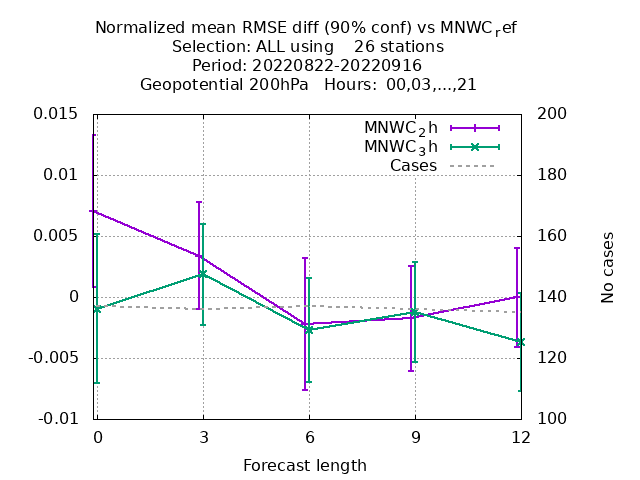 Normalized mean RMSE diff (90% conf) vs MNWC_ref
Selection: ALL using    26 stations
Period: 20220822-20220916
Geopotential 200hPa   Hours: 00,03,...,21
0.015
0.01
0.005
0
-0.005
-0.01
200
180
160
140
120
100
No cases
MNWC_2h
MNWC_3h
Cases
0 3 6 9 12
Forecast length